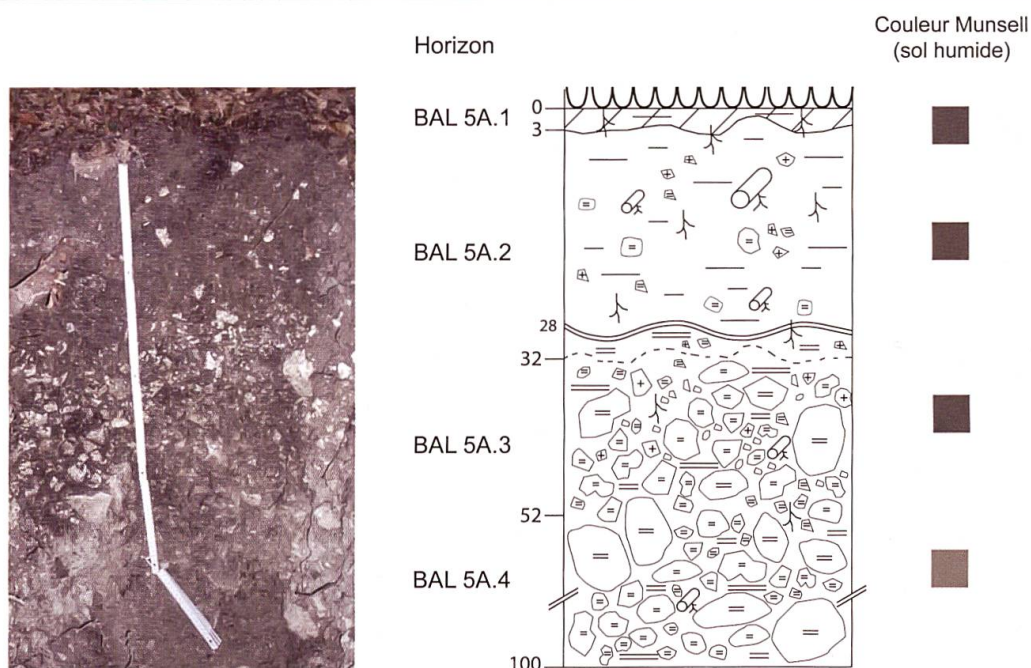 Horizon
Couleur Munsell
(sol humide)
BAL 5A.1
0
3
BAL 5A.2
28
32
BAL 5A.3
52
BAL 5A.4
100